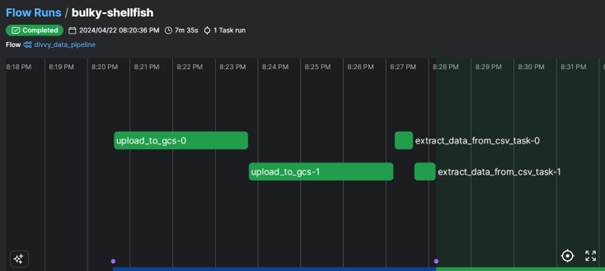 Flow Runs / bulky-shellfish
Completed 2024/04/22 08:20:36 PM 7m 35s 1 Task run
Flow divvy_data_pipeline
8:18 PM 8:19 PM 8:20 PM 8:21 PM 8:22 PM 8:23 PM 8:24 PM 8:25 PM 8:26 PM 8:27 PM 8:28 PM 8:29 PM 8:30 PM 8:31 PM
upload_to_gcs-0 extract_data_from_csv_task-0
upload_to_gcs-1 extract_data_from_csv_task-1